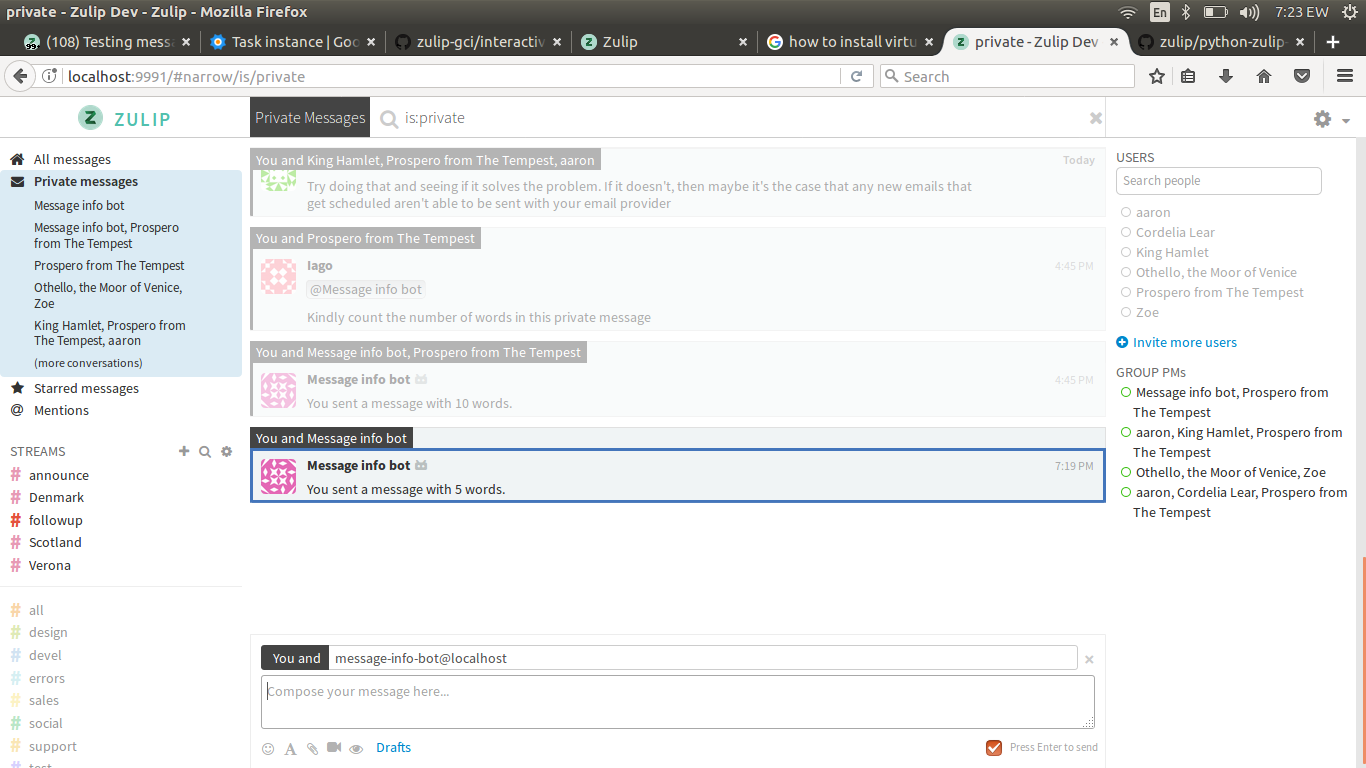 private - Zulip Dev - Zulip - Mozilla Firefox
En
7:23 EW
99+
(108) Testing messa
Task instance | Goo
zulip-gci/interactiv
Zulip
how to install virtu
private - Zulip Dev
zulip/python-zulip-
localhost:9991/#narrow/is/private
Search
ZULIP
Private Messages
is:private
All messages
Private messages
Message info bot
Message info bot, Prospero
from The Tempest
Prospero from The Tempest
Othello, the Moor of Venice,
Zoe
King Hamlet, Prospero from
The Tempest, aaron
(more conversations)
Starred messages
Mentions
STREAMS
announce
Denmark
followup
Scotland
Verona
all
design
devel
errors
sales
social
support
test
You and King Hamlet, Prospero from The Tempest, aaron
Today
Try doing that and seeing if it solves the problem. If it doesn't, then maybe it's the case that any new emails that
get scheduled aren't able to be sent with your email provider
You and Prospero from The Tempest
Iago
4:45 PM
@Message info bot
Kindly count the number of words in this private message
You and Message info bot, Prospero from The Tempest
Message info bot
4:45 PM
You sent a message with 10 words.
You and Message info bot
Message info bot
7:19 PM
You sent a message with 5 words.
You and
message-info-bot@localhost
Compose your message here...
Drafts
Press Enter to send
USERS
Search people
aaron
Cordelia Lear
King Hamlet
Othello, the Moor of Venice
Prospero from The Tempest
Zoe
Invite more users
GROUP PMs
Message info bot, Prospero from
The Tempest
aaron, King Hamlet, Prospero from
The Tempest
Othello, the Moor of Venice, Zoe
aaron, Cordelia Lear, Prospero from
The Tempest